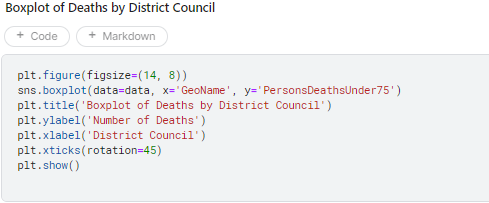 Boxplot of Deaths by District Council
+ Code + Markdown
plt.figure(figsize=(14, 8))
sns.boxplot(data=data, x='GeoName', y='PersonsDeathsUnder75')
plt.title('Boxplot of Deaths by District Council')
plt.ylabel('Number of Deaths')
plt.xlabel('District Council')
plt.xticks(rotation=45)
plt.show()